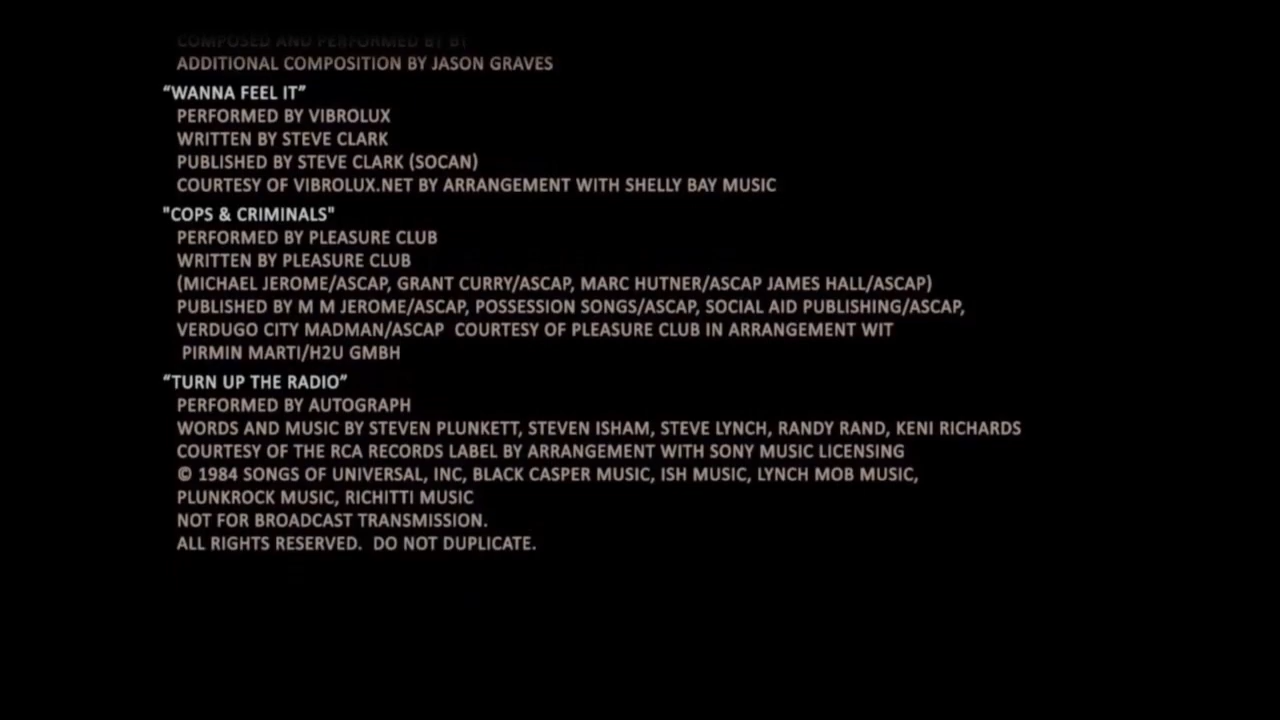 COMPOSED AND PERFORMED BY BT
ADDITIONAL COMPOSITION BY JASON GRAVES
“WANNA FEEL IT”
PERFORMED BY VIBROLUX
WRITTEN BY STEVE CLARK
PUBLISHED BY STEVE CLARK (SOCAN)
COURTESY OF VIBROLUX.NET BY ARRANGEMENT WITH SHELLY BAY MUSIC
"COPS & CRIMINALS"
PERFORMED BY PLEASURE CLUB
WRITTEN BY PLEASURE CLUB
(MICHAEL JEROME/ASCAP, GRANT CURRY/ASCAP, MARC HUTNER/ASCAP JAMES HALL/ASCAP)
PUBLISHED BY M M JEROME/ASCAP, POSSESSION SONGS/ASCAP, SOCIAL AID PUBLISHING/ASCAP,
VERDUGO CITY MADMAN/ASCAP  COURTESY OF PLEASURE CLUB IN ARRANGEMENT WIT
PIRMIN MARTI/H2U GMBH
“TURN UP THE RADIO”
PERFORMED BY AUTOGRAPH
WORDS AND MUSIC BY STEVEN PLUNKETT, STEVEN ISHAM, STEVE LYNCH, RANDY RAND, KENI RICHARDS
COURTESY OF THE RCA RECORDS LABEL BY ARRANGEMENT WITH SONY MUSIC LICENSING
© 1984 SONGS OF UNIVERSAL, INC, BLACK CASPER MUSIC, ISH MUSIC, LYNCH MOB MUSIC,
PLUNKROCK MUSIC, RICHITTI MUSIC
NOT FOR BROADCAST TRANSMISSION.
ALL RIGHTS RESERVED.  DO NOT DUPLICATE.